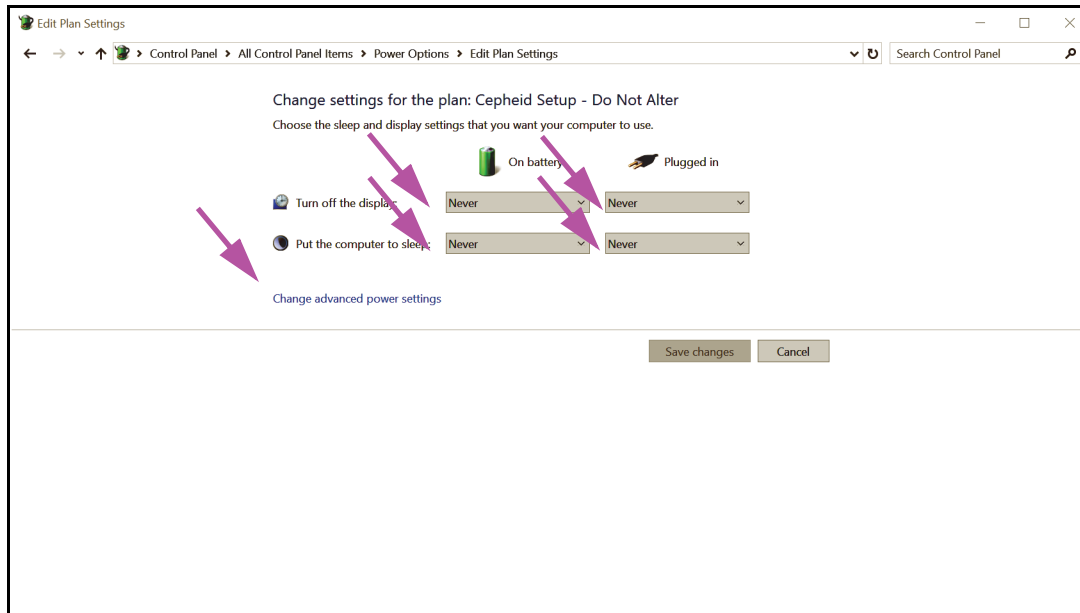 Edit Plan Settings
Control Panel > All Control Panel Items > Power Options > Edit Plan Settings
Search Control Panel
Change settings for the plan: Cepheid Setup - Do Not Alter
Choose the sleep and display settings that you want your computer to use.
On battery
Plugged in
Turn off the display: Never Never
Put the computer to sleep: Never Never
Change advanced power settings
Save changes Cancel